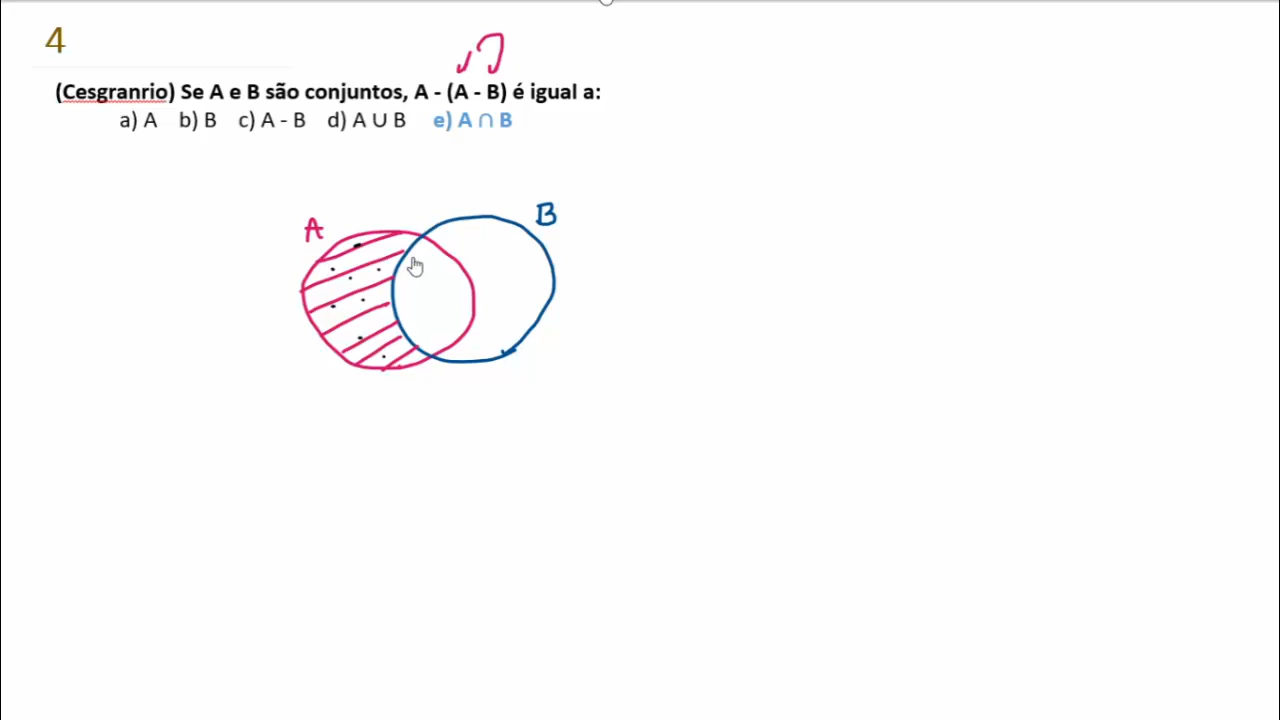 4
(Cesgranrio) Se A e B são conjuntos, A - (A - B) é igual a:
a) A b) B c) A - B d) A ∪ B e) A ∩ B
A
B